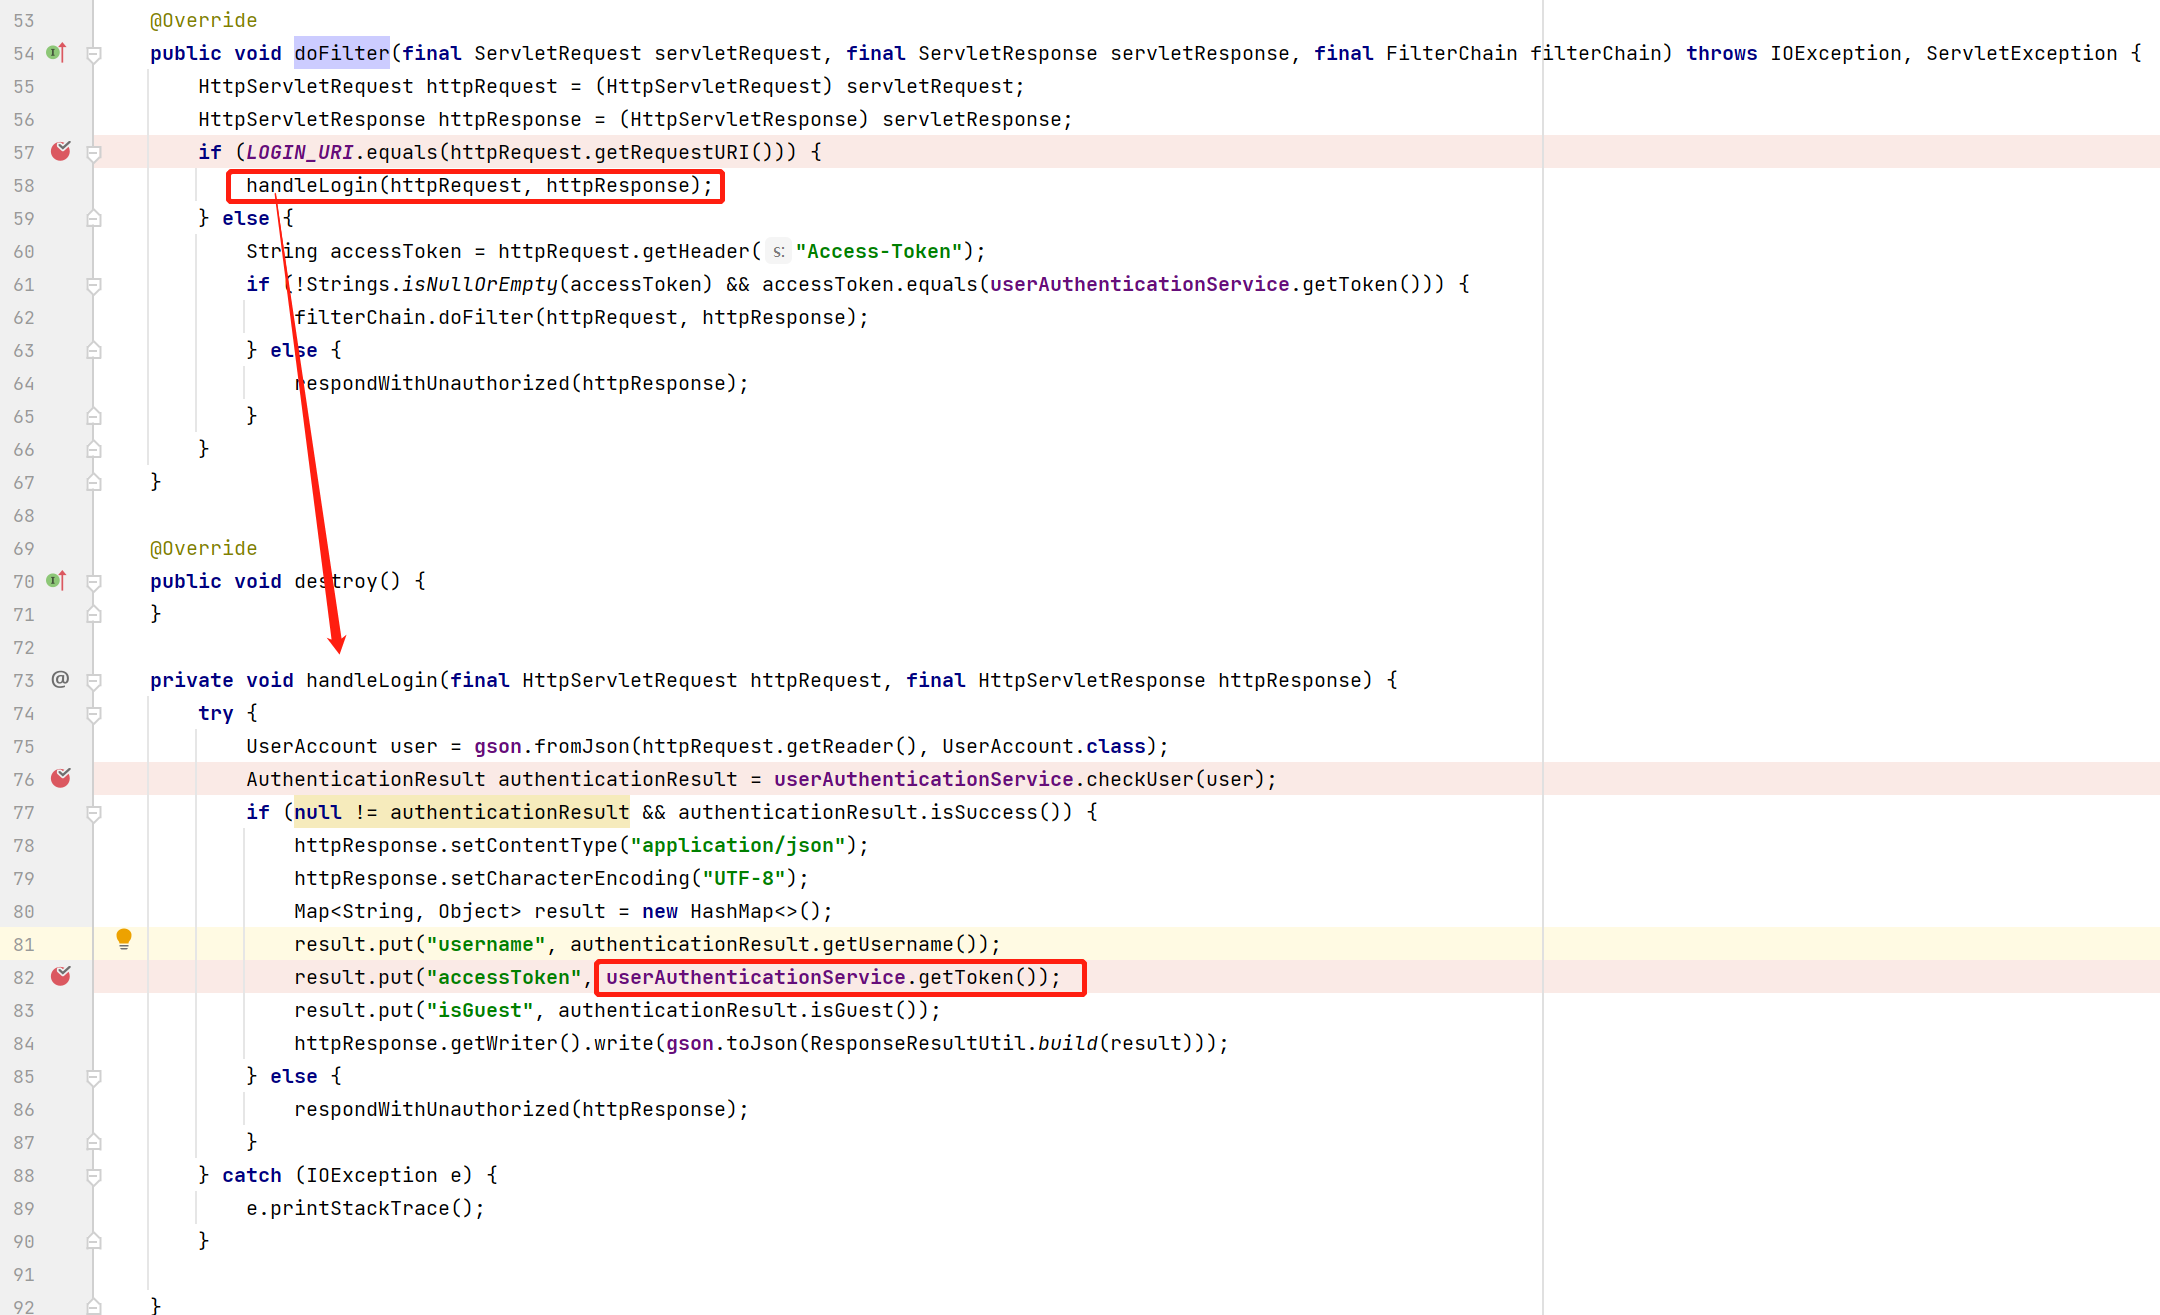 53 @Override
54 public void doFilter(final ServletRequest servletRequest, final ServletResponse servletResponse, final FilterChain filterChain) throws IOException, ServletException {
55 HttpServletRequest httpRequest = (HttpServletRequest) servletRequest;
56 HttpServletResponse httpResponse = (HttpServletResponse) servletResponse;
57 if (LOGIN_URI.equals(httpRequest.getRequestURI())) {
58 handleLogin(httpRequest, httpResponse);
59 } else {
60 String accessToken = httpRequest.getHeader( s: "Access-Token");
61 if (!Strings.isNullOrEmpty(accessToken) && accessToken.equals(userAuthenticationService.getToken())) {
62 filterChain.doFilter(httpRequest, httpResponse);
63 } else {
64 respondWithUnauthorized(httpResponse);
65 }
66 }
67 }
68
69 @Override
70 public void destroy() {
71 }
72
73 @ private void handleLogin(final HttpServletRequest httpRequest, final HttpServletResponse httpResponse) {
74 try {
75 UserAccount user = gson.fromJson(httpRequest.getReader(), UserAccount.class);
76 AuthenticationResult authenticationResult = userAuthenticationService.checkUser(user);
77 if (null != authenticationResult && authenticationResult.isSuccess()) {
78 httpResponse.setContentType("application/json");
79 httpResponse.setCharacterEncoding("UTF-8");
80 Map<String, Object> result = new HashMap<>();
81 result.put("username", authenticationResult.getUsername());
82 result.put("accessToken", userAuthenticationService.getToken());
83 result.put("isGuest", authenticationResult.isGuest());
84 httpResponse.getWriter().write(gson.toJson(ResponseResultUtil.build(result)));
85 } else {
86 respondWithUnauthorized(httpResponse);
87 }
88 } catch (IOException e) {
89 e.printStackTrace();
90 }
91
92 }